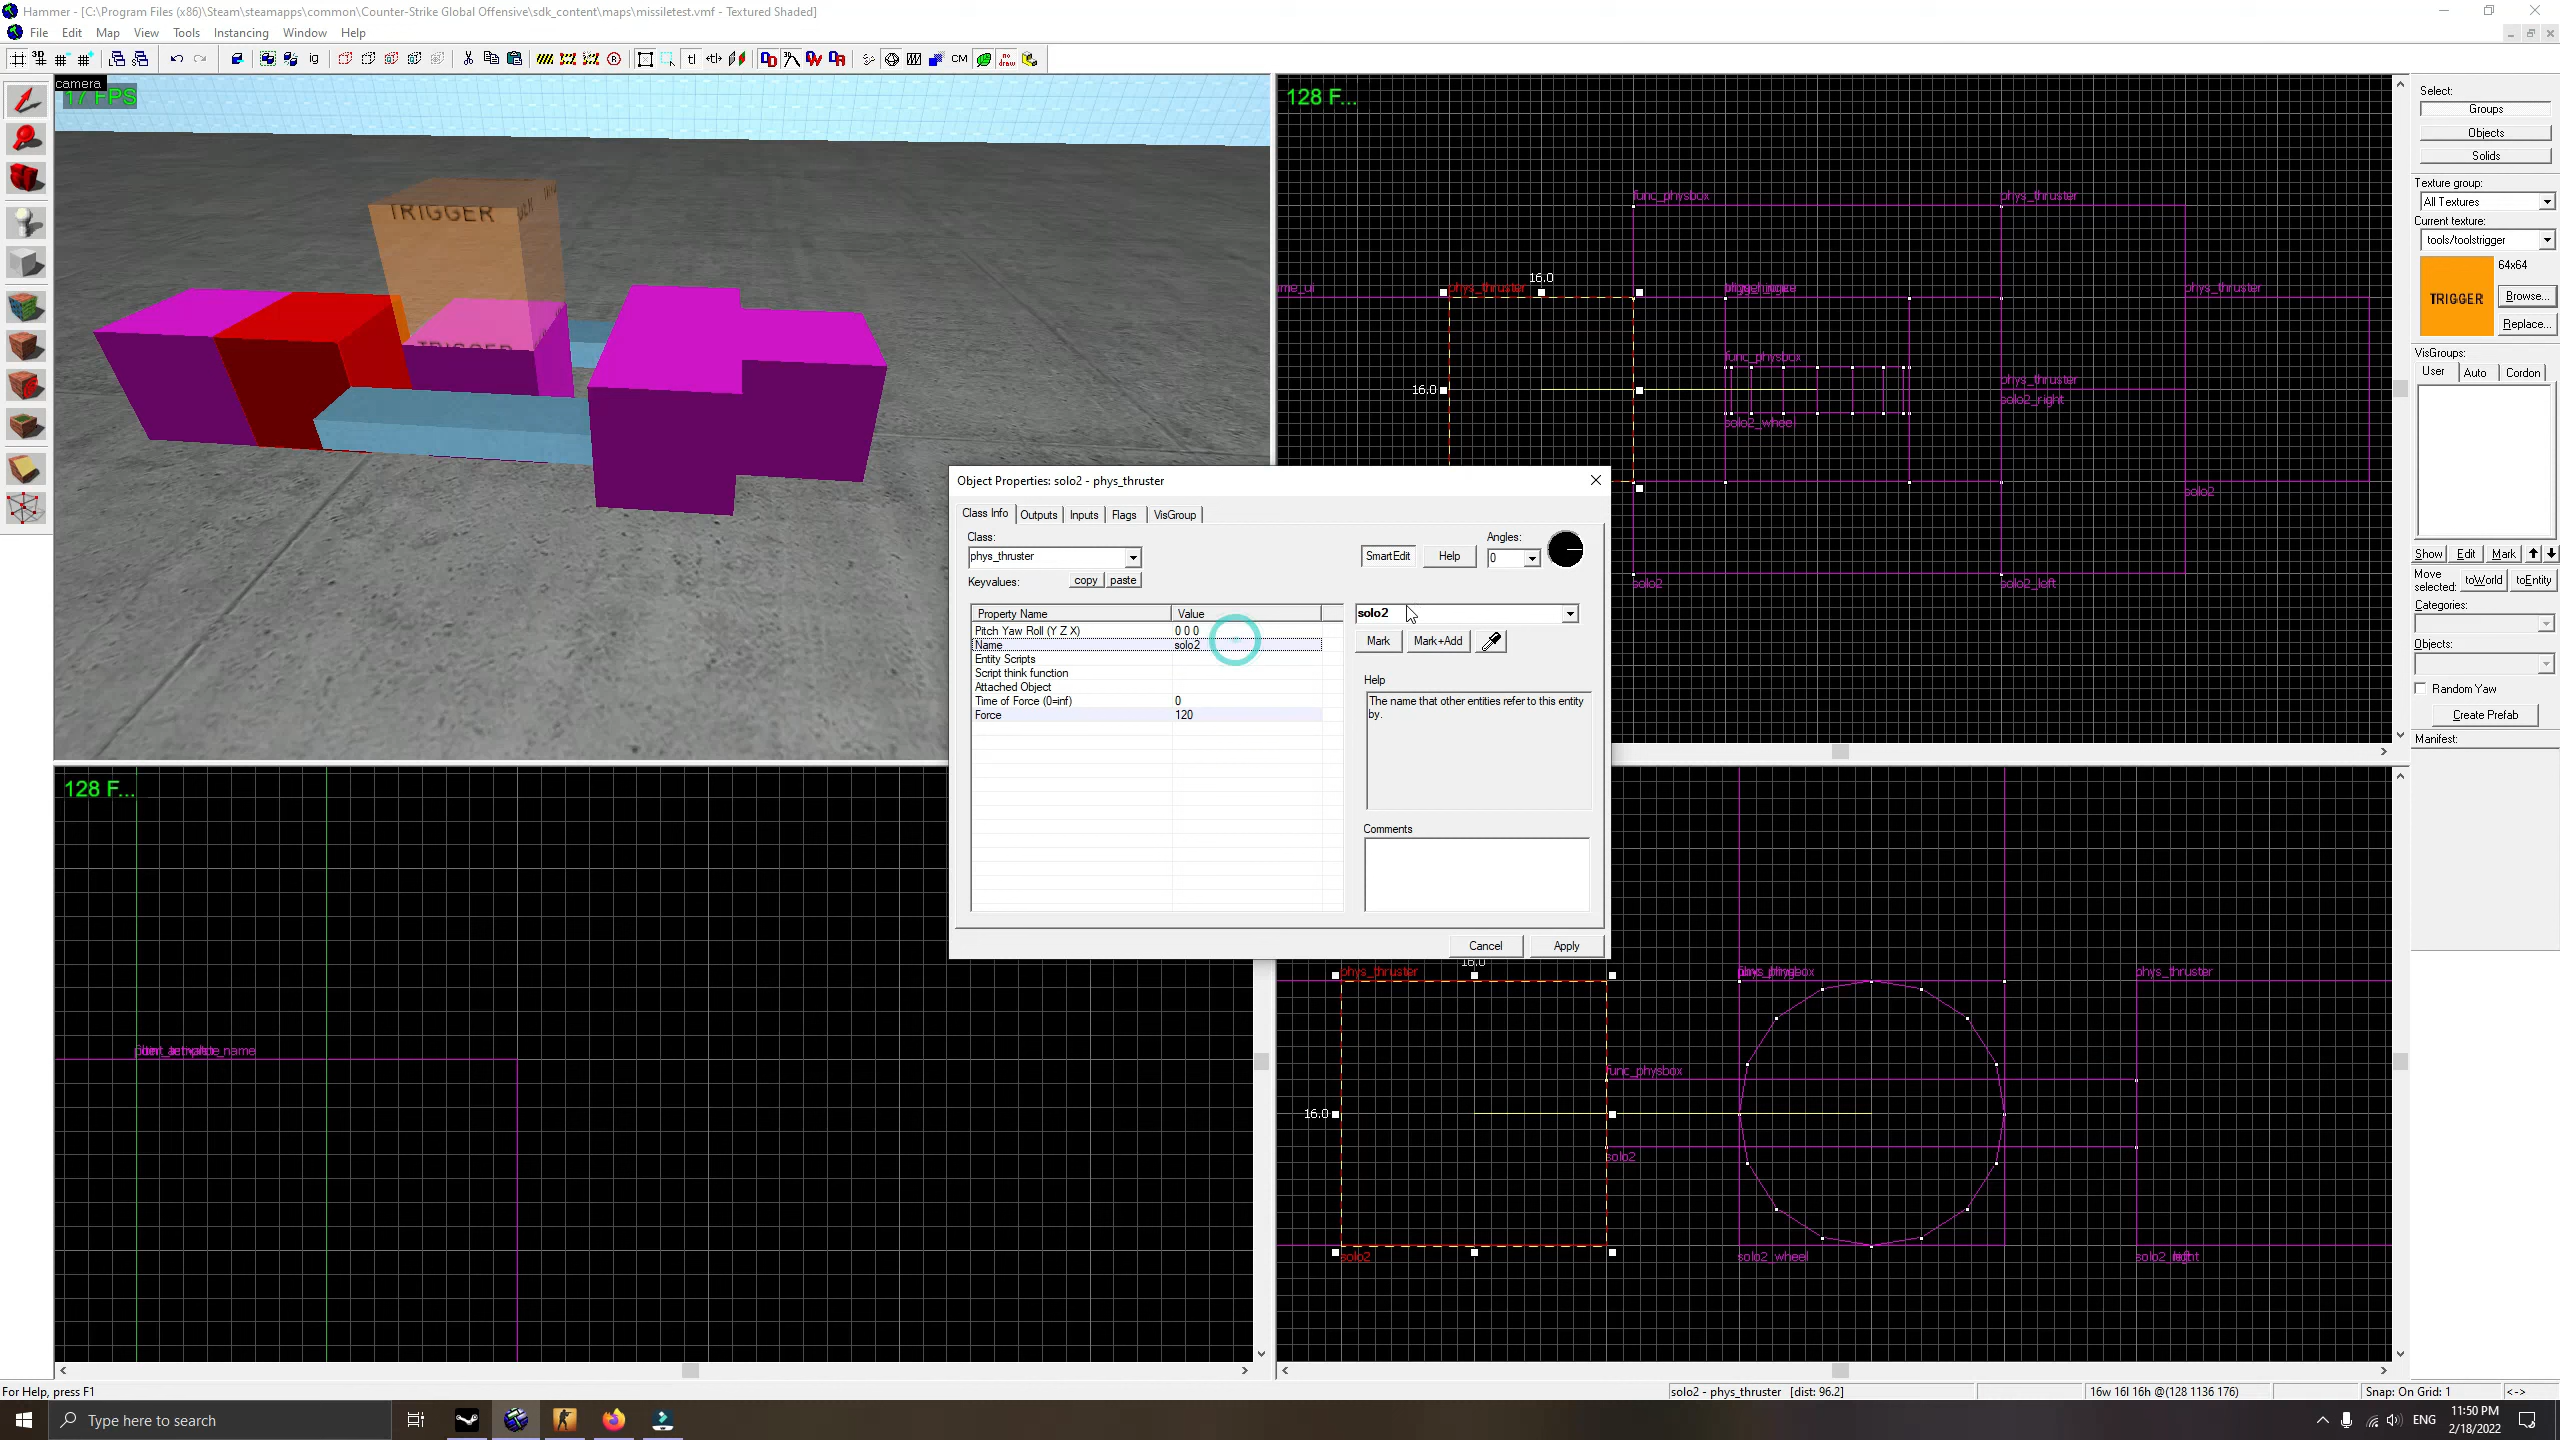 Hammer - [C:\Program Files (x86)\Steam\steamapps\common\Counter-Strike Global Offensive\sdk_content\maps\missiletest.vmf - Textured Shaded]
File Edit Map View Tools Instancing Window Help
camera
17 FPS
128 F...
TRIGGER
TRIGGER
func_physbox
phys_thruster
16.0
me_ui
phys_thruster
phys_thruster
16.0
func_physbox
phys_thruster
solo2_right
solo2_wheel
solo2
solo2
solo2_left
Object Properties: solo2 - phys_thruster
Class Info Outputs Inputs Flags VisGroup
Class:
phys_thruster
SmartEdit
Help
Angles:
0
Keyvalues:
copy
paste
Property Name Value
Pitch Yaw Roll (Y Z X) 0 0 0
Name solo2
Entity Scripts
Script think function
Attached Object
Time of Force (0=inf) 0
Force 120
solo2
Mark
Mark+Add
Help
The name that other entities refer to this entity
by.
Comments
Cancel
Apply
Select:
Groups
Objects
Solids
Texture group:
All Textures
Current texture:
tools/toolstrigger
TRIGGER
64x64
Browse...
Replace...
VisGroups:
User Auto Cordon
Show Edit Mark
Move
selected:
toWorld
toEntity
Categories:
Objects:
Random Yaw
Create Prefab
Manifest:
128 F...
16.0
phys_thruster
phys_thruster
func_physbox
16.0
solo2
solo2
solo2_wheel
For Help, press F1
solo2 - phys_thruster [dist: 96.2]
16w 16l 16h @(128 1136 176)
Snap: On Grid: 1
<->
Type here to search
ENG
11:50 PM
2/18/2022